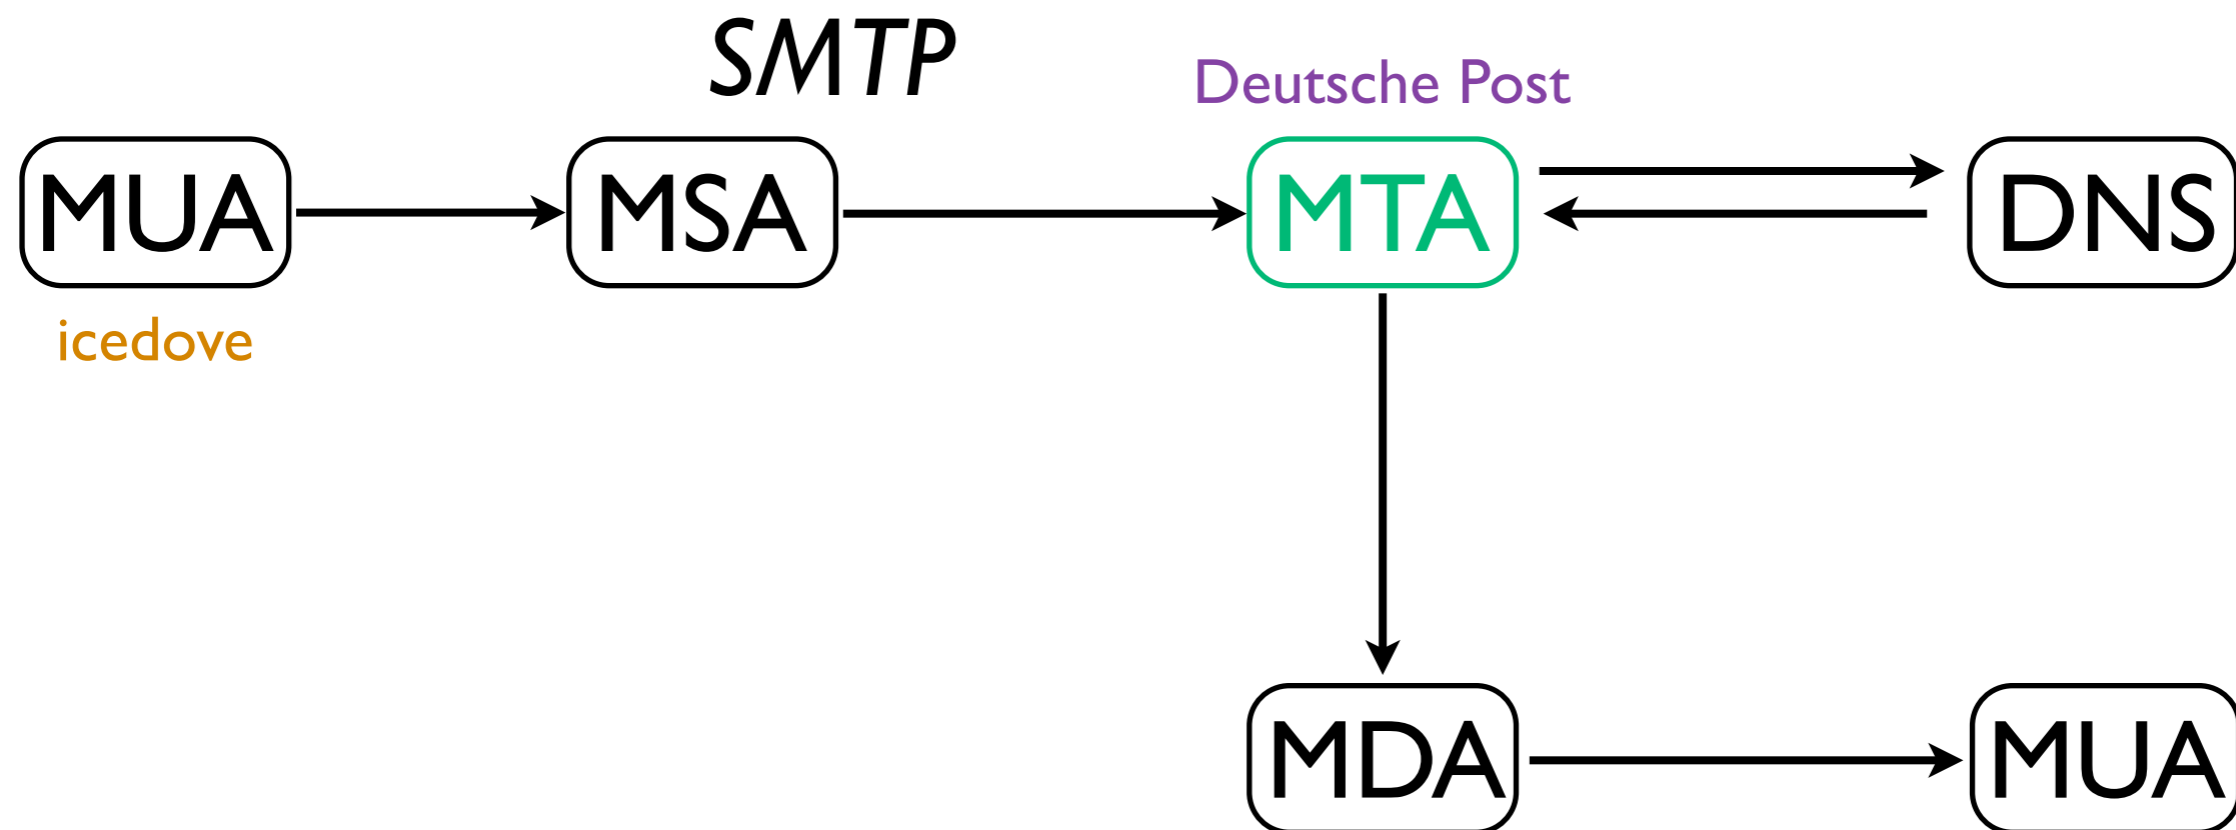 SMTP
Deutsche Post
MUA
MSA
MTA
DNS
icedove
MDA
MUA